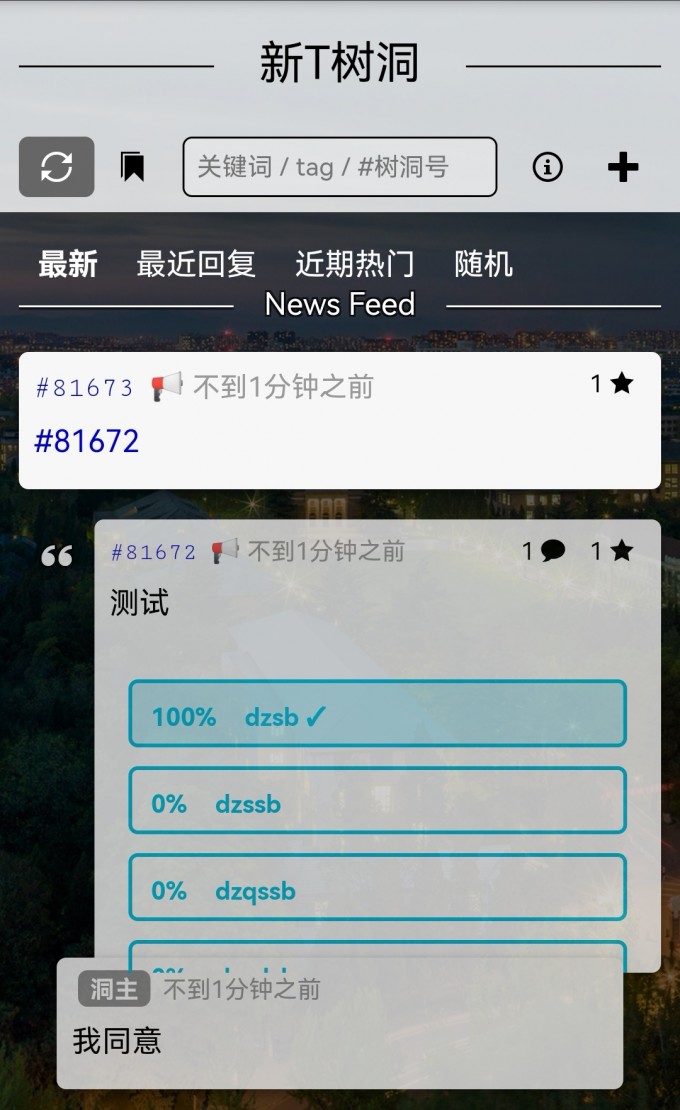 新T树洞
关键词 / tag / #树洞号
最新 最近回复 近期热门 随机
News Feed
#81673 不到1分钟之前 1
#81672
#81672 不到1分钟之前 1 1
测试
100% dzsb ✓
0% dzssb
0% dzqssb
0%
洞主 不到1分钟之前
我同意